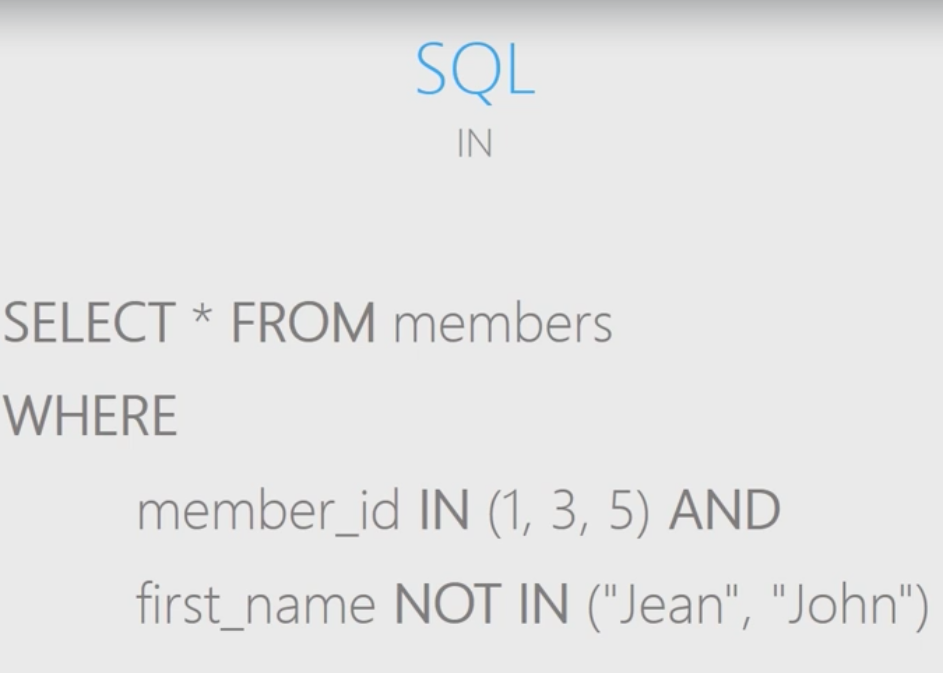 SQL
IN
SELECT * FROM members
WHERE
member_id IN (1, 3, 5) AND
first_name NOT IN ("Jean", "John")